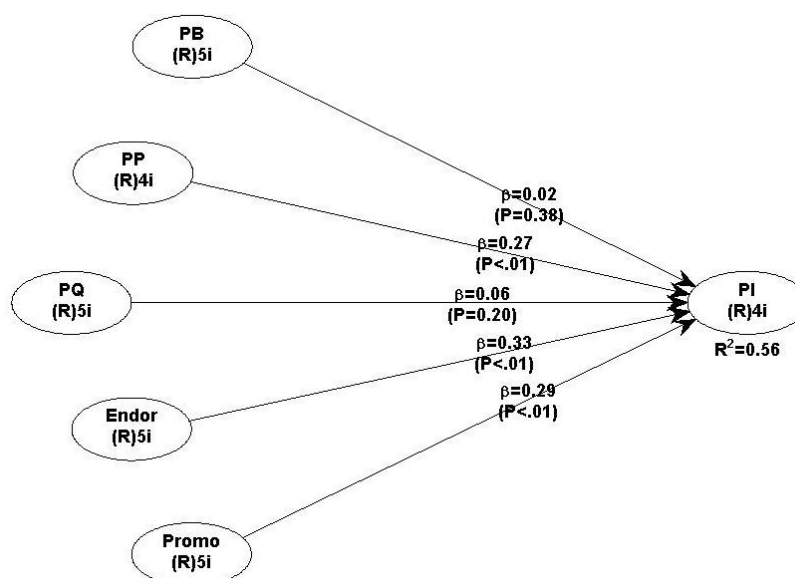 PB
(R)5i
PP
(R)4i
β=0.02
(P=0.38)
β=0.27
(P<.01)
PQ
(R)5i
β=0.06
(P=0.20)
PI
(R)4i
R²=0.56
β=0.33
(P<.01)
Endor
(R)5i
β=0.29
(P<.01)
Promo
(R)5i